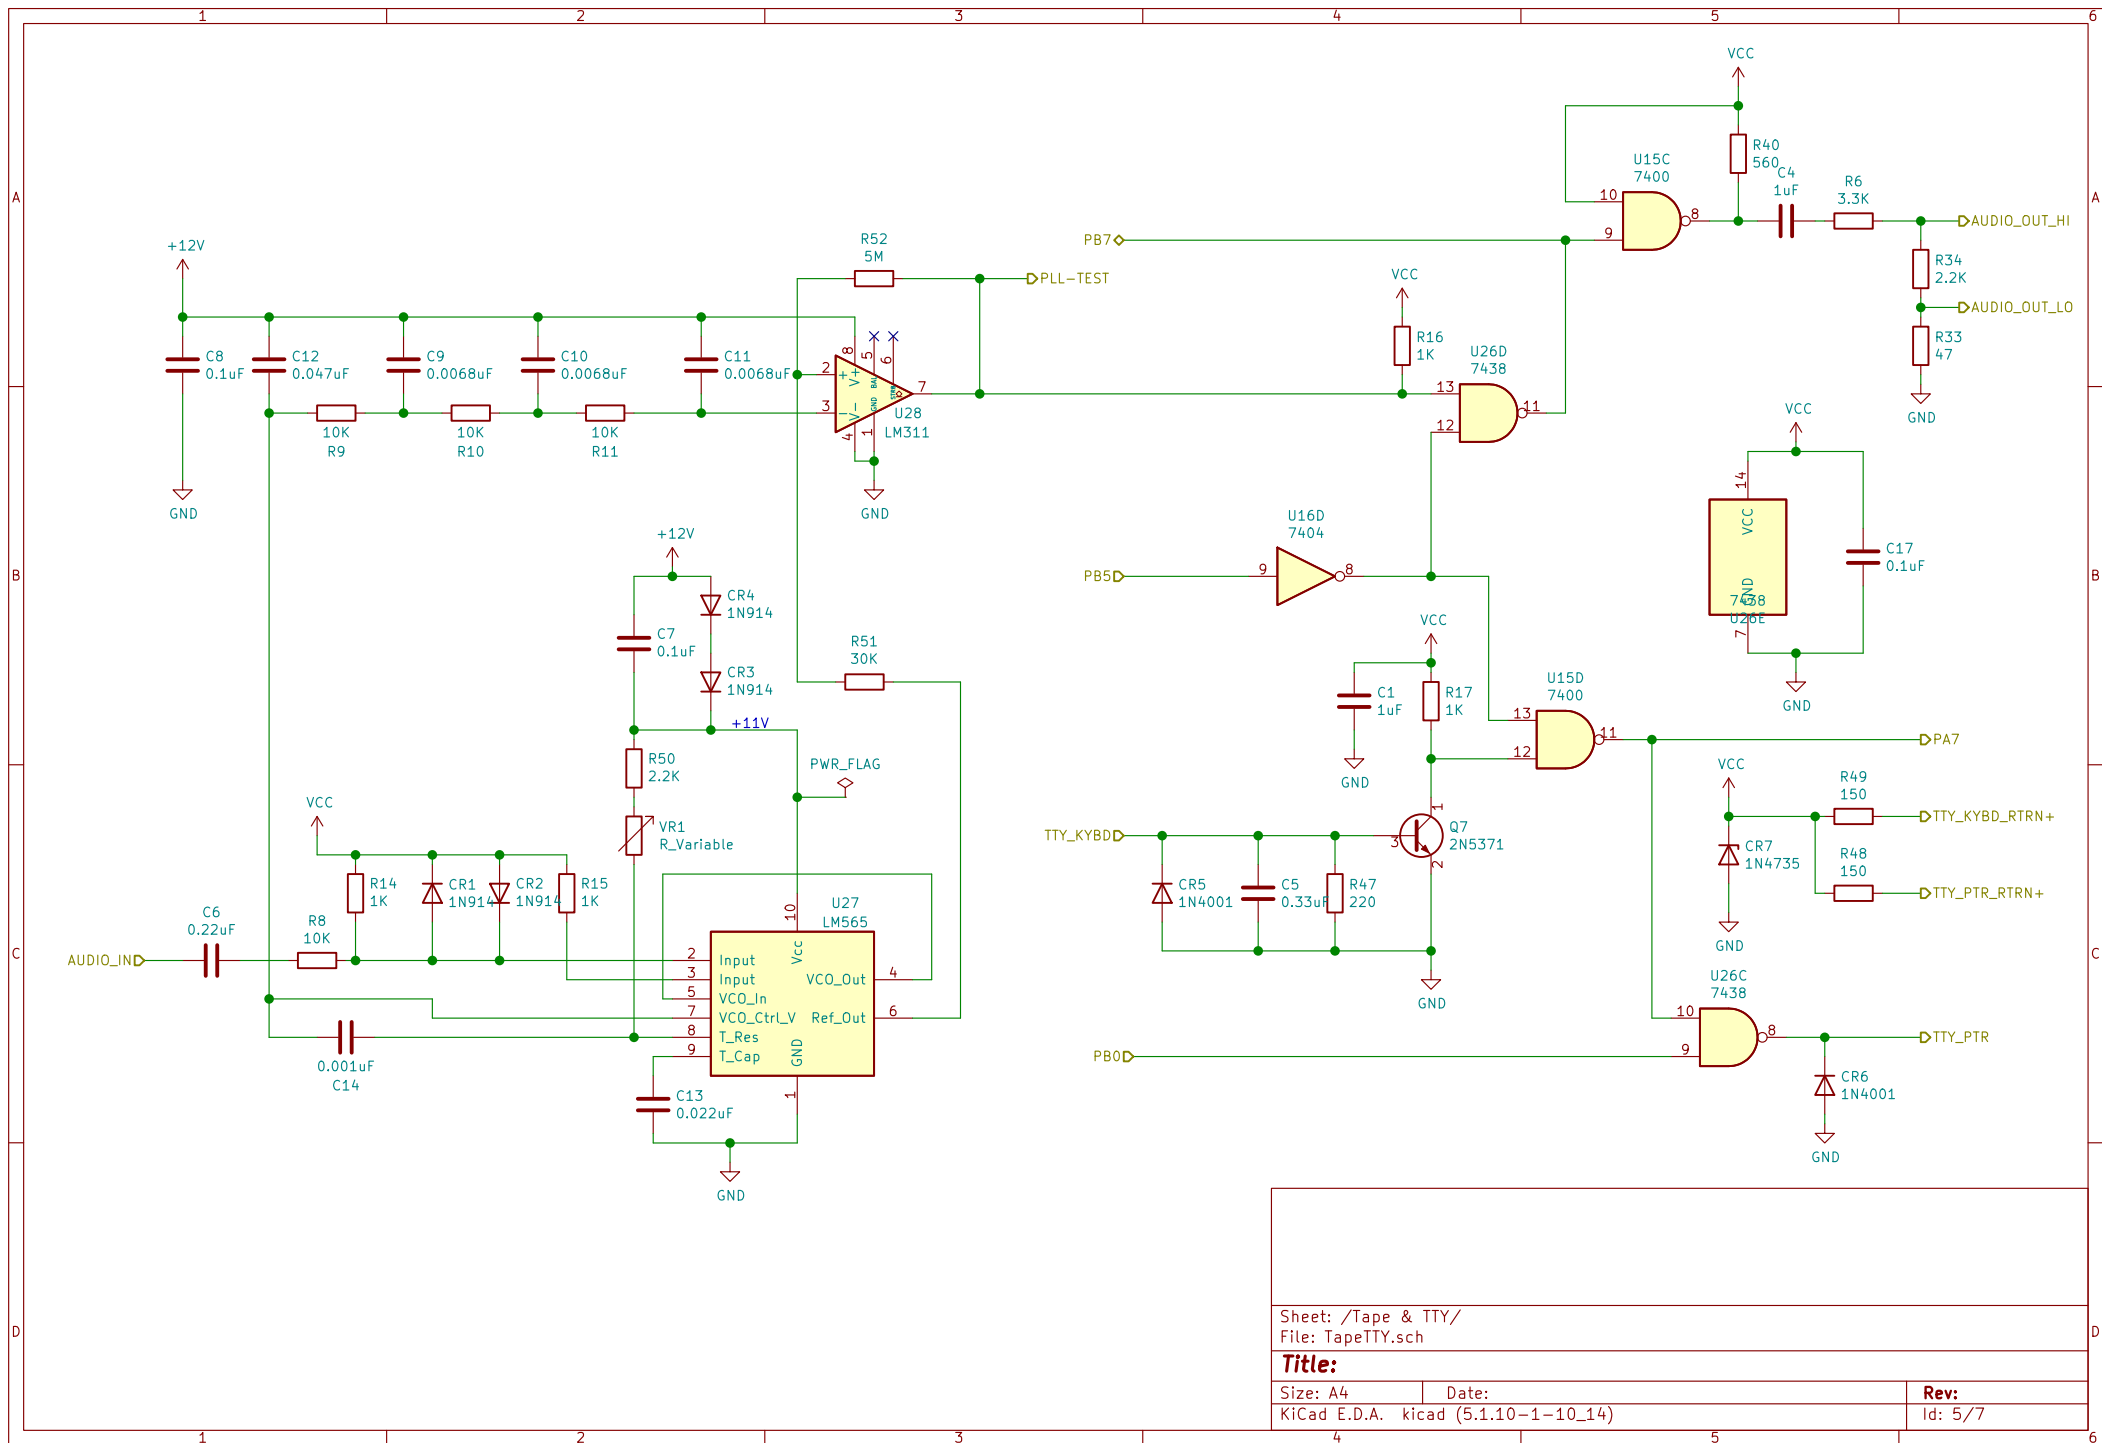 1 2 3 4 5 6
A
B
C
D
VCC
R40
560
U15C
7400
10
9
8
C4
1uF
R6
3.3K
AUDIO_OUT_HI
R34
2.2K
AUDIO_OUT_LO
R33
47
GND
PB7
+12V
R52
5M
PLL-TEST
VCC
R16
1K
U26D
7438
13
12
11
C8
0.1uF
C12
0.047uF
C9
0.0068uF
C10
0.0068uF
C11
0.0068uF
10K
R9
10K
R10
10K
R11
2
3
8
5
6
4
1
7
+
-
V+
V-
BAL
GND
STRB
U28
LM311
GND
GND
VCC
14
VCC
GND
7438
U26E
7
C17
0.1uF
GND
PB5
U16D
7404
9
8
+12V
CR4
1N914
C7
0.1uF
CR3
1N914
+11V
R51
30K
R50
2.2K
PWR_FLAG
VR1
R_Variable
VCC
C1
1uF
R17
1K
GND
U15D
7400
13
12
11
PA7
VCC
CR7
1N4735
GND
R49
150
TTY_KYBD_RTRN+
R48
150
TTY_PTR_RTRN+
TTY_KYBD
CR5
1N4001
C5
0.33uF
R47
220
1
3
2
Q7
2N5371
GND
VCC
R14
1K
CR1
1N914
CR2
1N914
R15
1K
C6
0.22uF
R8
10K
AUDIO_IN
U27
LM565
10
Vcc
2 Input
3 Input
5 VCO_In
7 VCO_Ctrl_V
8 T_Res
9 T_Cap
VCO_Out 4
Ref_Out 6
GND
1
0.001uF
C14
C13
0.022uF
GND
U26C
7438
10
9
8
PB0
TTY_PTR
CR6
1N4001
GND
Sheet: /Tape & TTY/
File: TapeTTY.sch
Title:
Size: A4 Date: Rev:
KiCad E.D.A. kicad (5.1.10-1-10_14) Id: 5/7
A
B
C
D
1 2 3 4 5 6